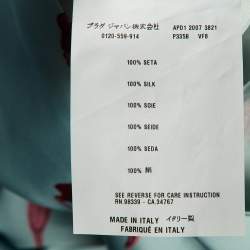 プラダ ジャパン株式会社 APD1 2007 3821
0120-559-914 P335B VFB
100% SETA
100% SILK
100% SOIE
100% SEIDE
100% SEDA
100% 絹
SEE REVERSE FOR CARE INSTRUCTION
RN.98339 - CA.34767
MADE IN ITALY イタリー製
FABRIQUÉ EN ITALY